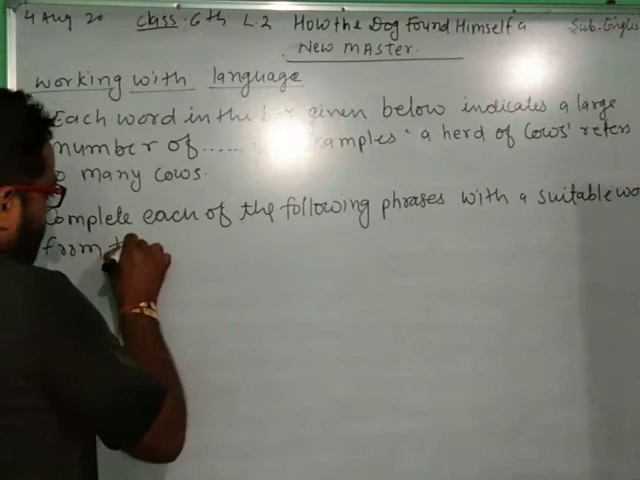 4 Aug 20 Class. 6th L.2 How the Dog Found Himself a Sub. Englis
New Master.
working with language
Each word in the given below indicates a large
number of...... a herd of Cows' refers
many cows.
Complete each of the following phrases with a suitable wo
from